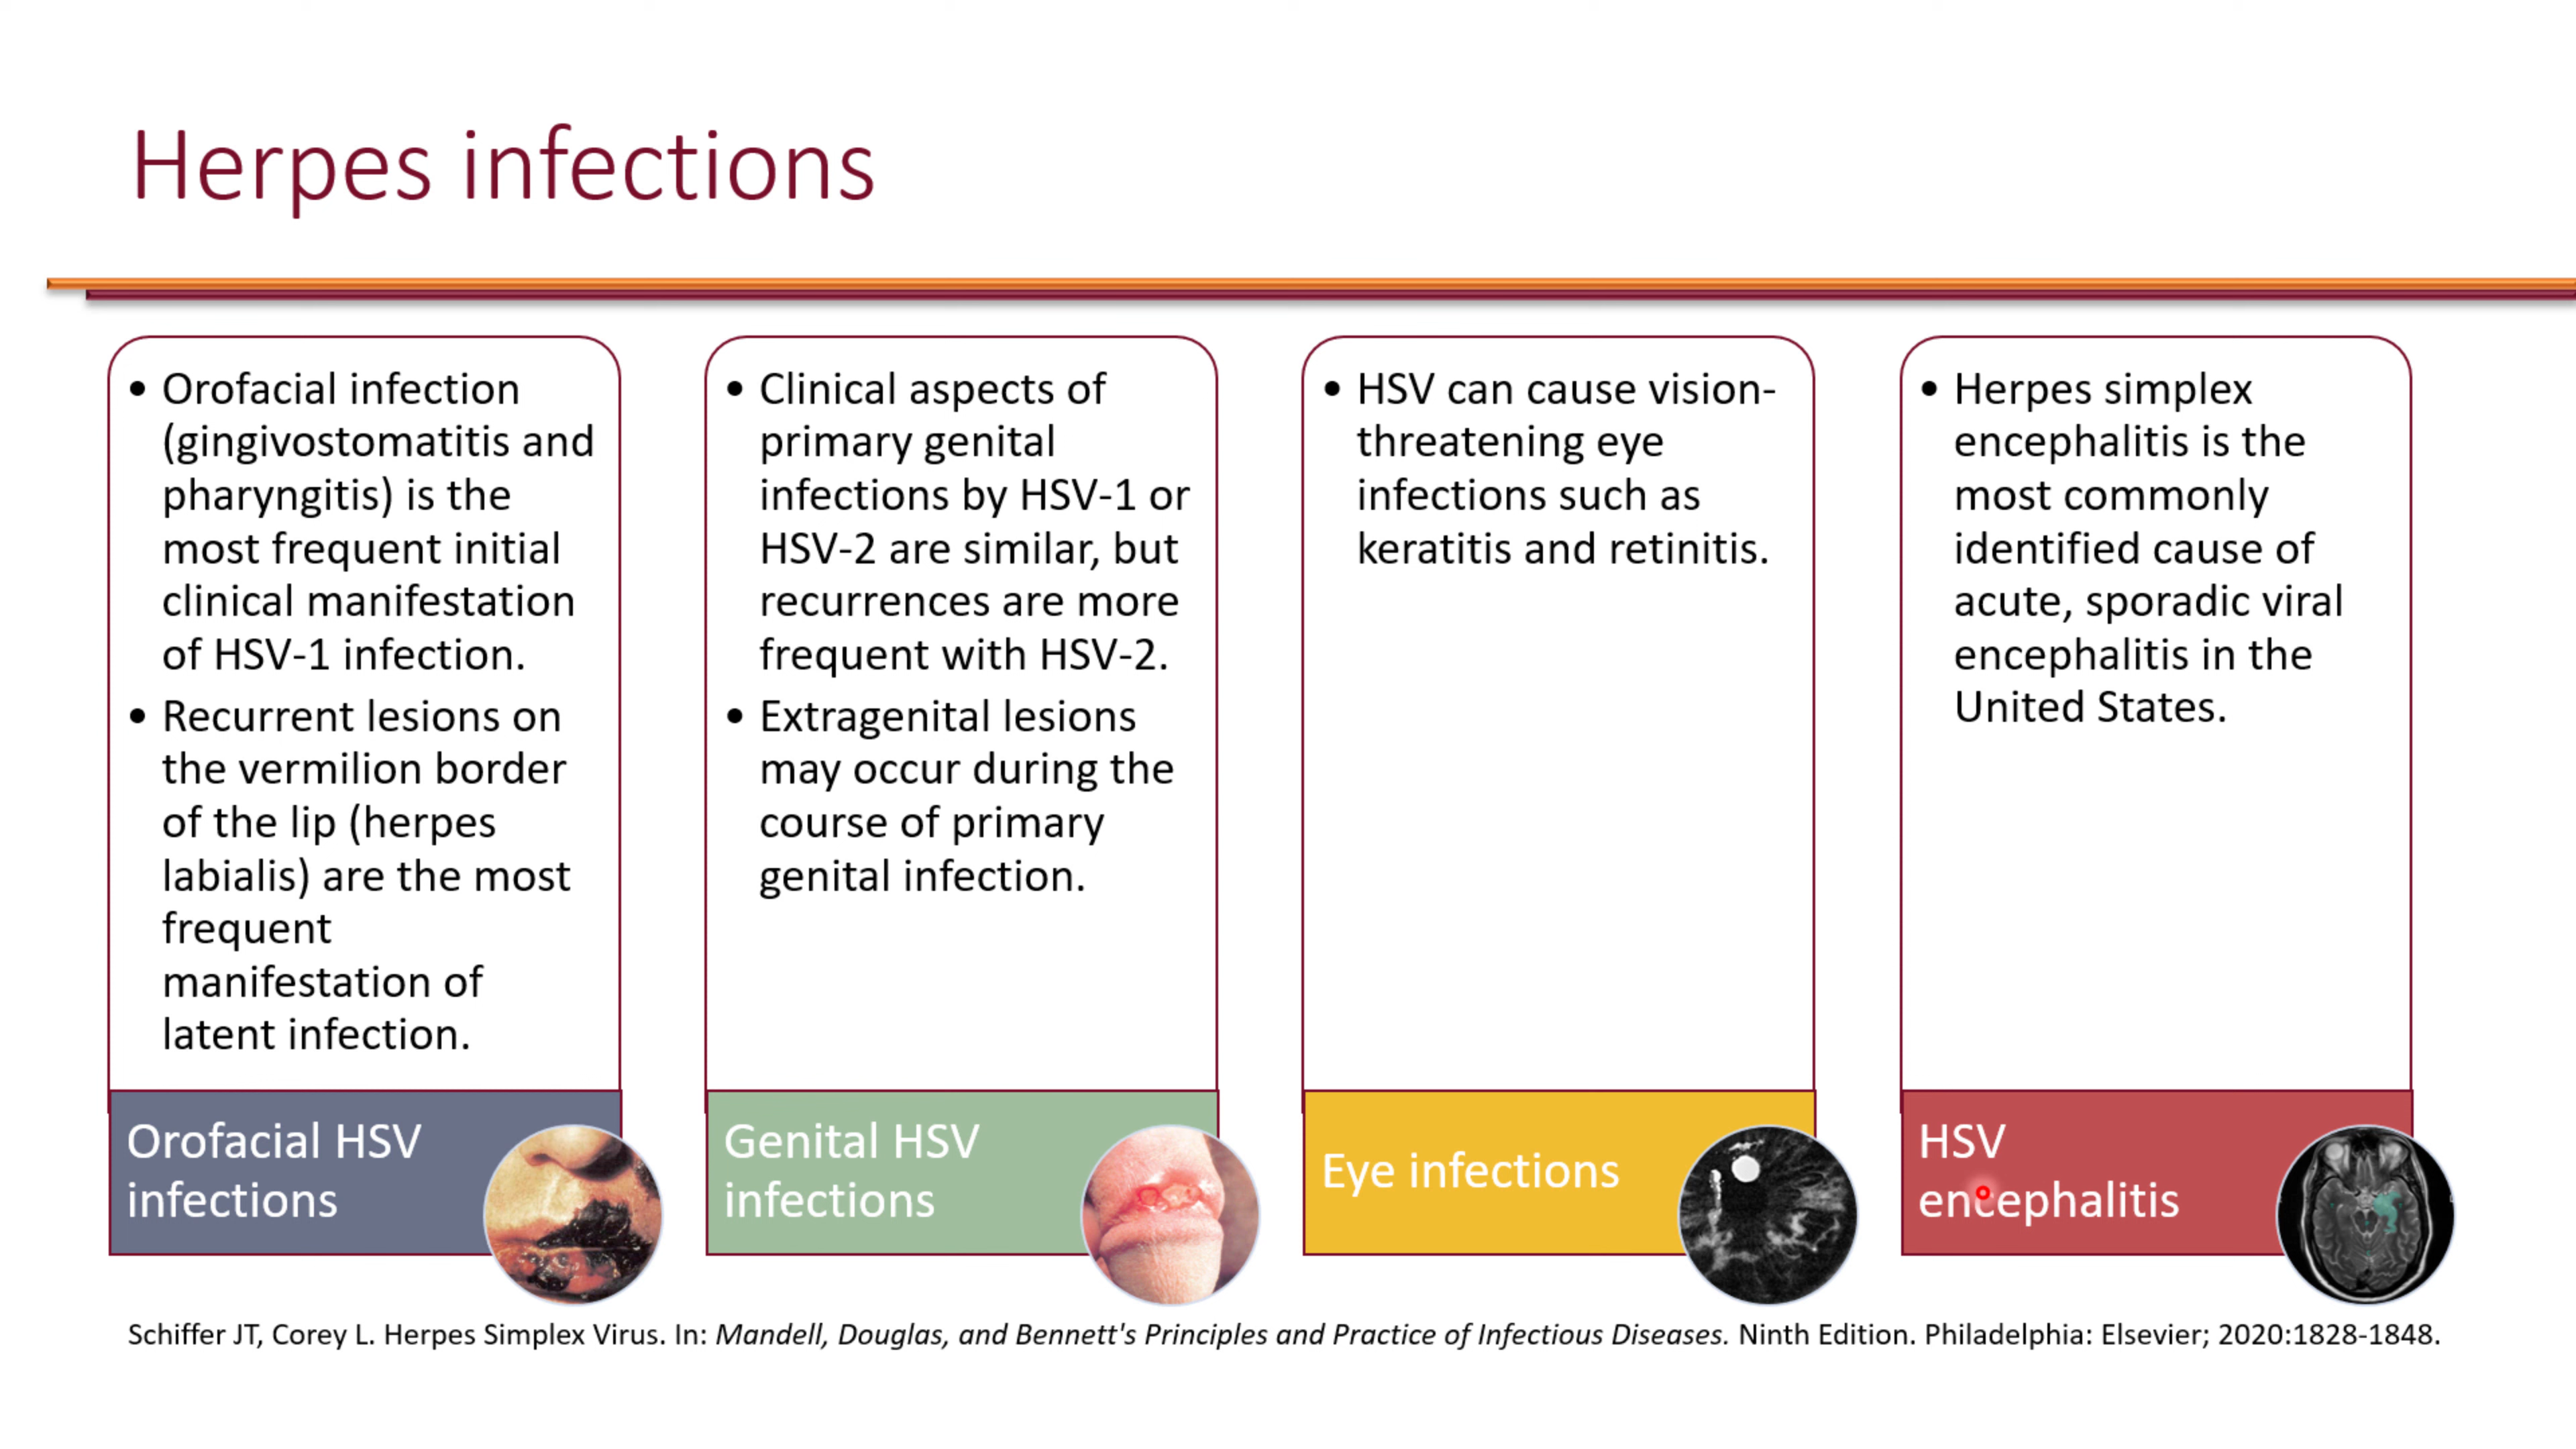 Herpes infections
• Orofacial infection
(gingivostomatitis and
pharyngitis) is the
most frequent initial
clinical manifestation
of HSV-1 infection.
• Recurrent lesions on
the vermilion border
of the lip (herpes
labialis) are the most
frequent
manifestation of
latent infection.
Orofacial HSV
infections
• Clinical aspects of
primary genital
infections by HSV-1 or
HSV-2 are similar, but
recurrences are more
frequent with HSV-2.
• Extragenital lesions
may occur during the
course of primary
genital infection.
Genital HSV
infections
• HSV can cause vision-
threatening eye
infections such as
keratitis and retinitis.
Eye infections
• Herpes simplex
encephalitis is the
most commonly
identified cause of
acute, sporadic viral
encephalitis in the
United States.
HSV
encephalitis
Schiffer JT, Corey L. Herpes Simplex Virus. In: Mandell, Douglas, and Bennett's Principles and Practice of Infectious Diseases. Ninth Edition. Philadelphia: Elsevier; 2020:1828-1848.